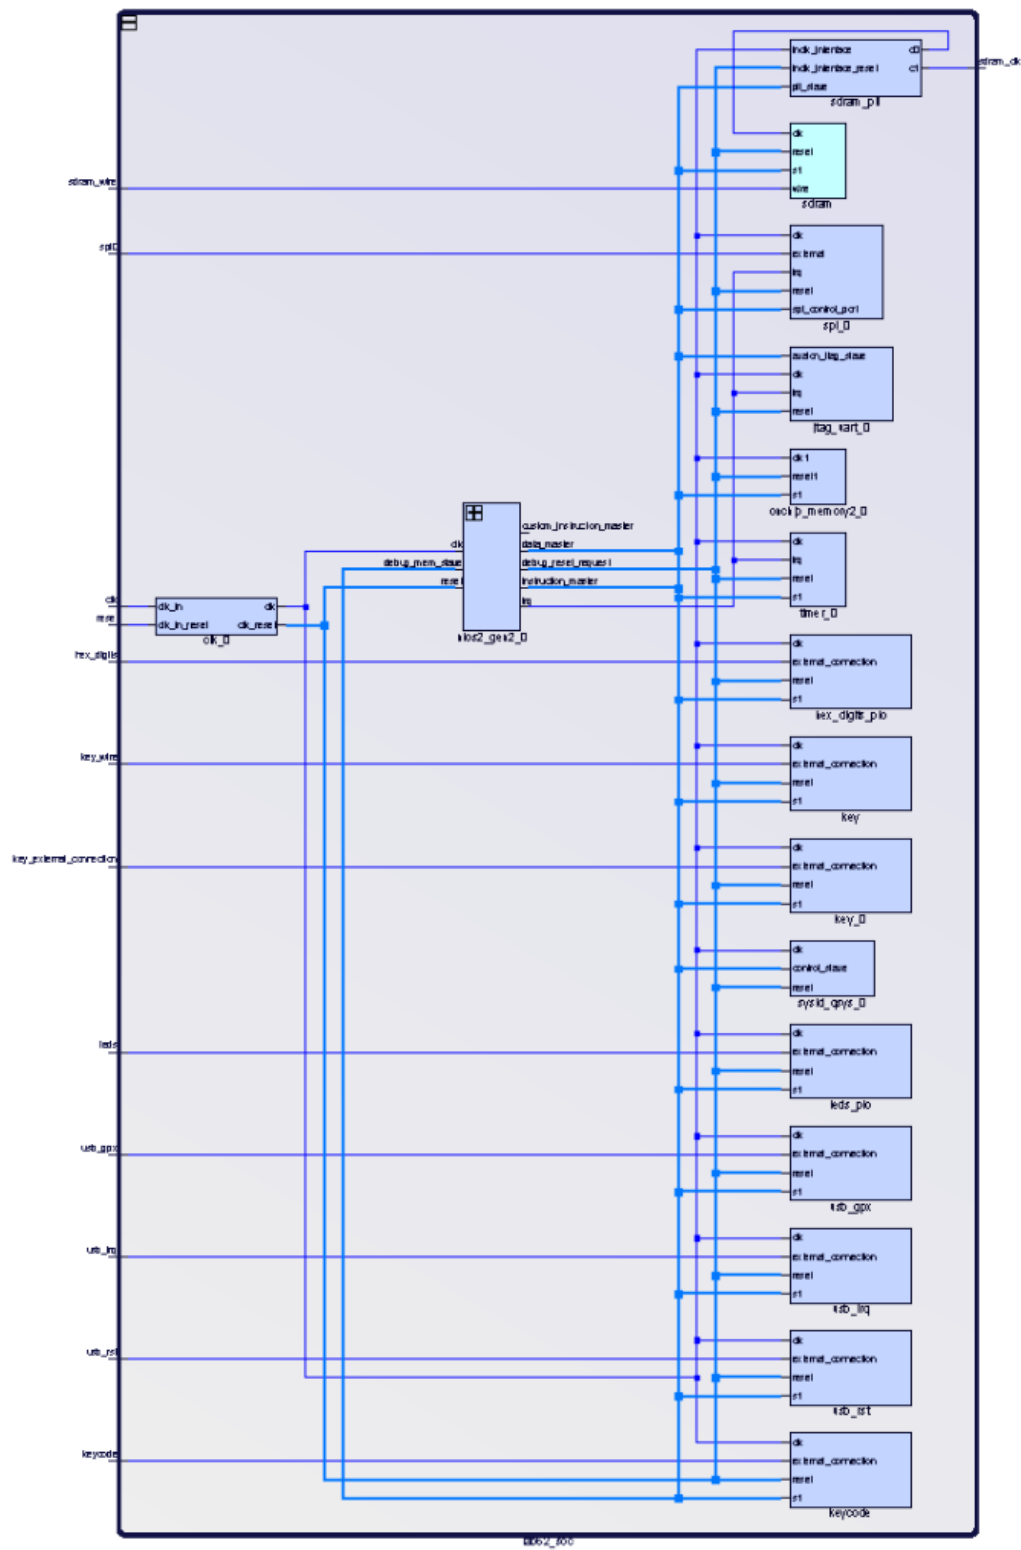 inclk_interface c0
inclk_interface_reset c1
pll_slave
sdram_pll
sdram_clk
clk
reset
s1
wire
sdram
sdram_wire
spi0
clk
external
irq
reset
spi_control_port
spi_0
avalon_jtag_slave
clk
irq
reset
jtag_uart_0
clk1
reset1
s1
onchip_memory2_0
clk
irq
reset
s1
timer_0
custom_instruction_master
clk data_master
debug_mem_slave debug_reset_request
reset instruction_master
irq
nios2_gen2_0
clk
reset
clk_in clk
clk_in_reset clk_reset
clk_0
hex_digits
clk
external_connection
reset
s1
hex_digits_pio
key_wire
clk
external_connection
reset
s1
key
key_external_connection
clk
external_connection
reset
s1
key_0
clk
control_slave
reset
sysid_qsys_0
leds
clk
external_connection
reset
s1
leds_pio
usb_gpx
clk
external_connection
reset
s1
usb_gpx
usb_irq
clk
external_connection
reset
s1
usb_irq
usb_rst
clk
external_connection
reset
s1
usb_rst
keycode
clk
external_connection
reset
s1
keycode
lab62_soc